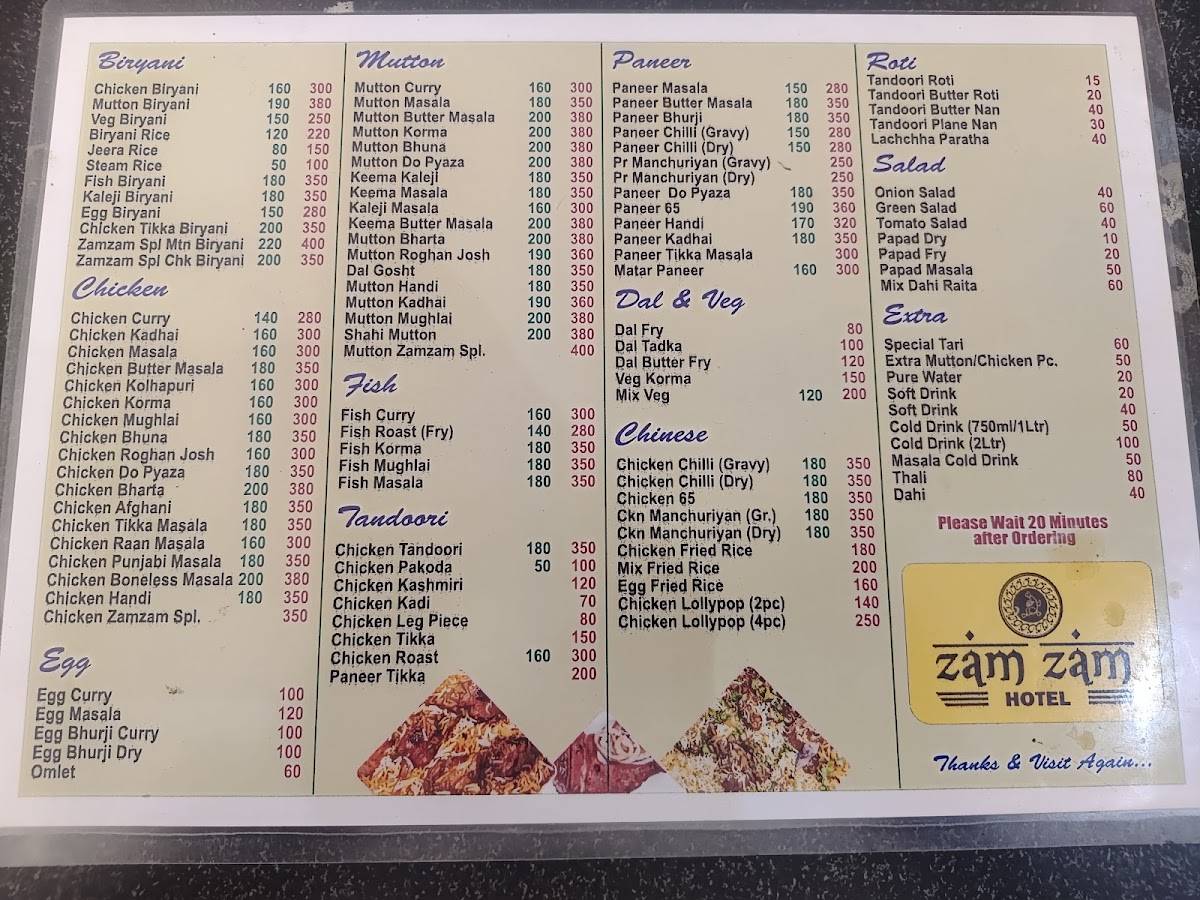 Biryani
Chicken Biryani 160 300
Mutton Biryani 190 380
Veg Biryani 150 250
Biryani Rice 120 220
Jeera Rice 80 150
Steam Rice 50 100
Fish Biryani 180 350
Kaleji Biryani 180 350
Egg Biryani 150 280
Chicken Tikka Biryani 200 350
Zamzam Spl Mtn Biryani 220 400
Zamzam Spl Chk Biryani 200 350
Chicken
Chicken Curry 140 280
Chicken Kadhai 160 300
Chicken Masala 160 300
Chicken Butter Masala 180 350
Chicken Kolhapuri 160 300
Chicken Korma 160 300
Chicken Mughlai 160 300
Chicken Bhuna 180 350
Chicken Roghan Josh 160 300
Chicken Do Pyaza 180 350
Chicken Bharta 200 380
Chicken Afghani 180 350
Chicken Tikka Masala 180 350
Chicken Raan Masala 160 300
Chicken Punjabi Masala 180 350
Chicken Boneless Masala 200 380
Chicken Handi 180 350
Chicken Zamzam Spl. 350
Egg
Egg Curry 100
Egg Masala 120
Egg Bhurji Curry 100
Egg Bhurji Dry 100
Omlet 60
Mutton
Mutton Curry 160 300
Mutton Masala 180 350
Mutton Butter Masala 200 380
Mutton Korma 200 380
Mutton Bhuna 200 380
Mutton Do Pyaza 200 380
Keema Kaleji 180 350
Keema Masala 180 350
Kaleji Masala 160 300
Keema Butter Masala 200 380
Mutton Bharta 200 380
Mutton Roghan Josh 190 360
Dal Gosht 180 350
Mutton Handi 180 350
Mutton Kadhai 190 360
Mutton Mughlai 200 380
Shahi Mutton 200 380
Mutton Zamzam Spl. 400
Fish
Fish Curry 160 300
Fish Roast (Fry) 140 280
Fish Korma 180 350
Fish Mughlai 180 350
Fish Masala 180 350
Tandoori
Chicken Tandoori 180 350
Chicken Pakoda 50 100
Chicken Kashmiri 120
Chicken Kadi 70
Chicken Leg Piece 80
Chicken Tikka 150
Chicken Roast 160 300
Paneer Tikka 200
Paneer
Paneer Masala 150 280
Paneer Butter Masala 180 350
Paneer Bhurji 180 350
Paneer Chilli (Gravy) 150 280
Paneer Chilli (Dry) 150 280
Pr Manchuriyan (Gravy) 250
Pr Manchuriyan (Dry) 250
Paneer Do Pyaza 180 350
Paneer 65 190 360
Paneer Handi 170 320
Paneer Kadhai 180 350
Paneer Tikka Masala 300
Matar Paneer 160 300
Dal & Veg
Dal Fry 80
Dal Tadka 100
Dal Butter Fry 120
Veg Korma 150
Mix Veg 120 200
Chinese
Chicken Chilli (Gravy) 180 350
Chicken Chilli (Dry) 180 350
Chicken 65 180 350
Ckn Manchuriyan (Gr.) 180 350
Ckn Manchuriyan (Dry) 180 350
Chicken Fried Rice 180
Mix Fried Rice 200
Egg Fried Rice 160
Chicken Lollypop (2pc) 140
Chicken Lollypop (4pc) 250
Roti
Tandoori Roti 15
Tandoori Butter Roti 20
Tandoori Butter Nan 40
Tandoori Plane Nan 30
Lachchha Paratha 40
Salad
Onion Salad 40
Green Salad 60
Tomato Salad 40
Papad Dry 10
Papad Fry 20
Papad Masala 50
Mix Dahi Raita 60
Extra
Special Tari 60
Extra Mutton/Chicken Pc. 50
Pure Water 20
Soft Drink 20
Soft Drink 40
Cold Drink (750ml/1Ltr) 50
Cold Drink (2Ltr) 100
Masala Cold Drink 50
Thali 80
Dahi 40
Please Wait 20 Minutes
after Ordering
zam zam
HOTEL
Thanks & Visit Again...